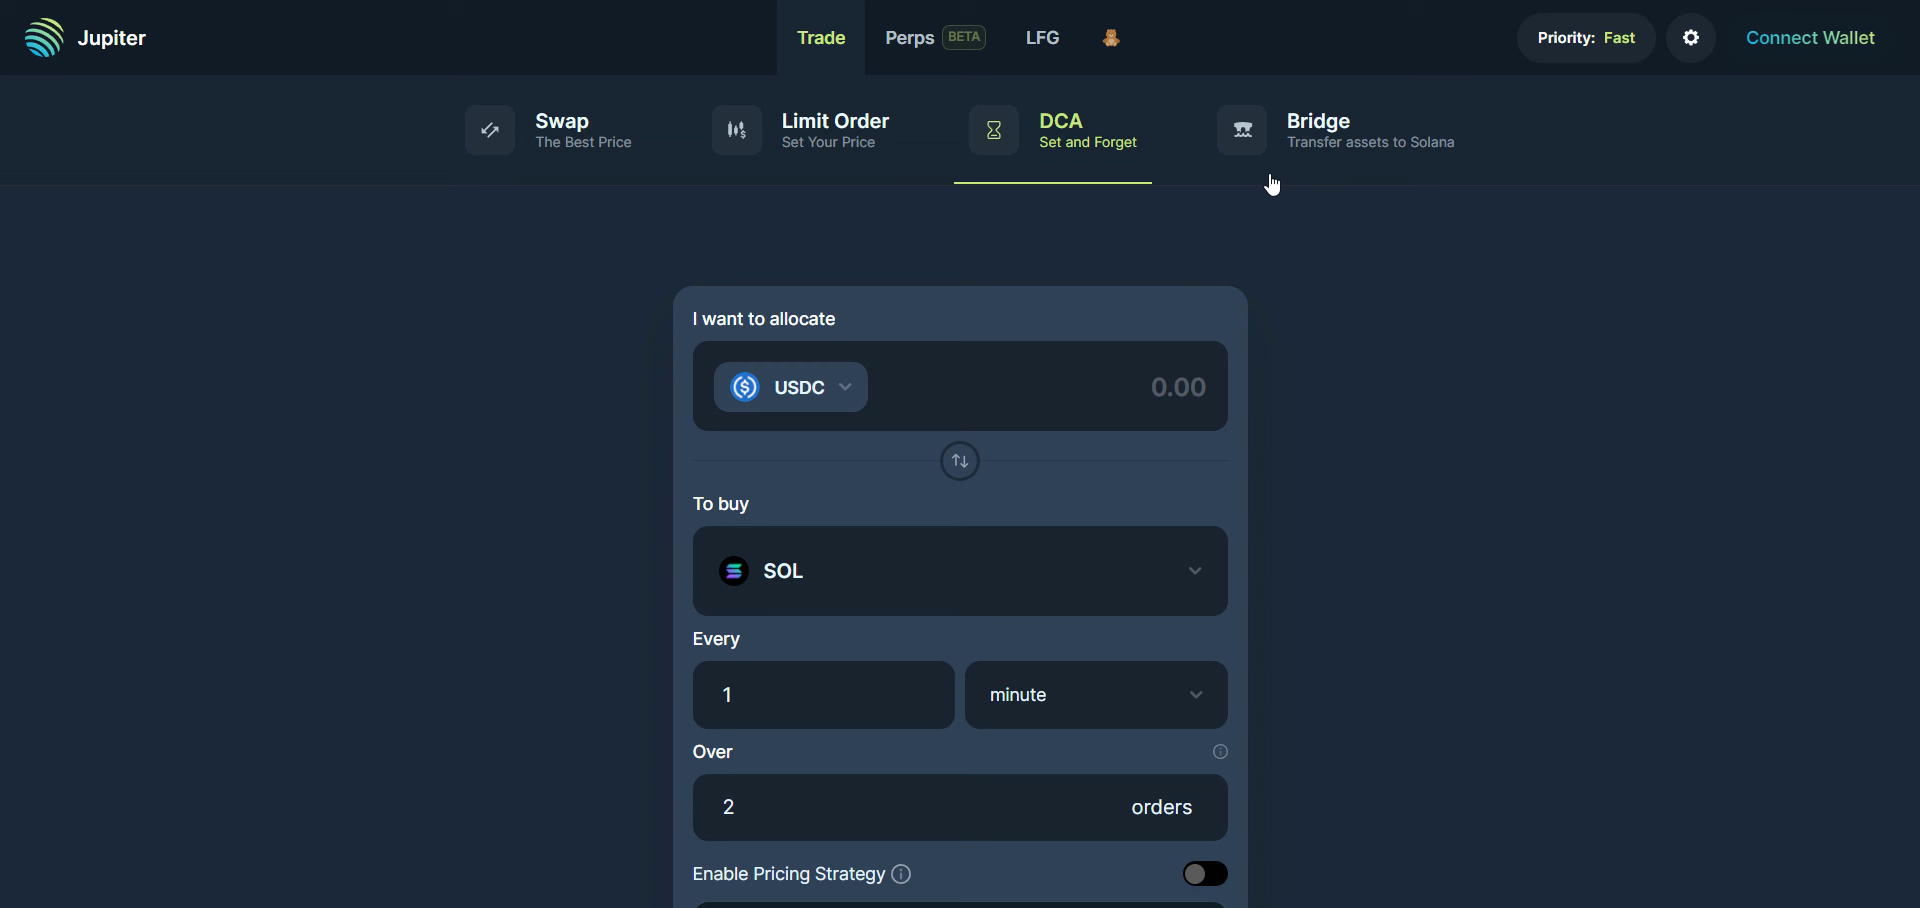 Jupiter
Trade
Perps BETA
LFG
Priority: Fast
Connect Wallet
Swap
The Best Price
Limit Order
Set Your Price
DCA
Set and Forget
Bridge
Transfer assets to Solana
I want to allocate
USDC
0.00
To buy
SOL
Every
1
minute
Over
2
orders
Enable Pricing Strategy